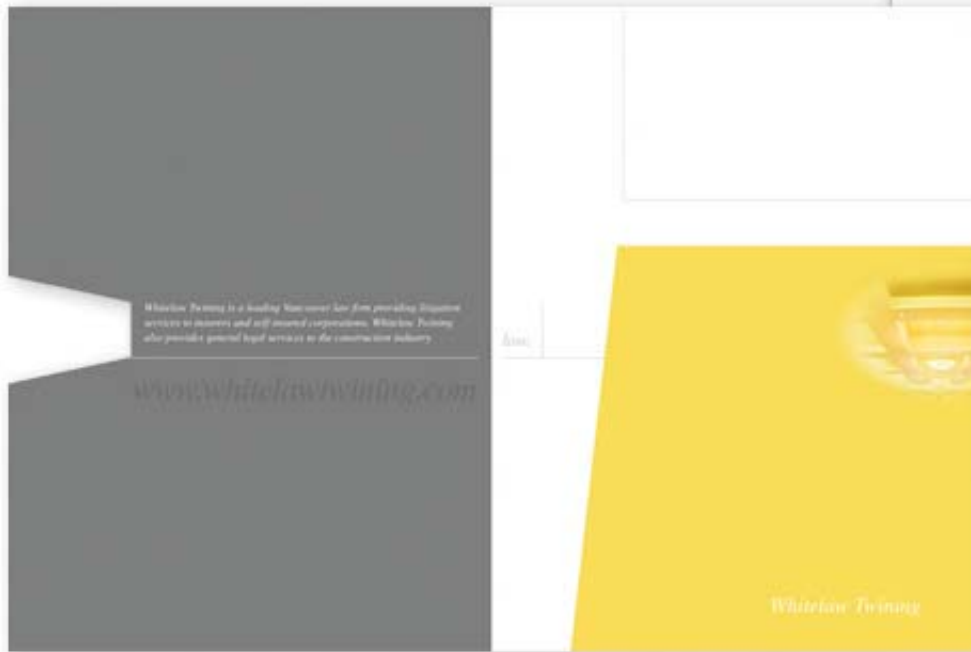 Whitelaw Twining is a leading Vancouver law firm providing litigation
services to insurers and self insured corporations. Whitelaw Twining
also provides general legal services to the construction industry
www.whitelawtwining.com
law.
Whitelaw Twining